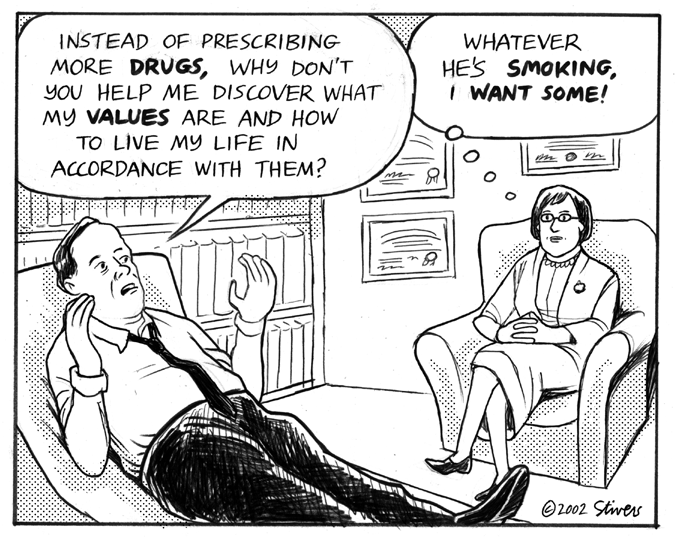 INSTEAD OF PRESCRIBING
MORE DRUGS, WHY DON'T
YOU HELP ME DISCOVER WHAT
MY VALUES ARE AND HOW
TO LIVE MY LIFE IN
ACCORDANCE WITH THEM?
WHATEVER
HE'S SMOKING,
I WANT SOME!
©2002 Stivers